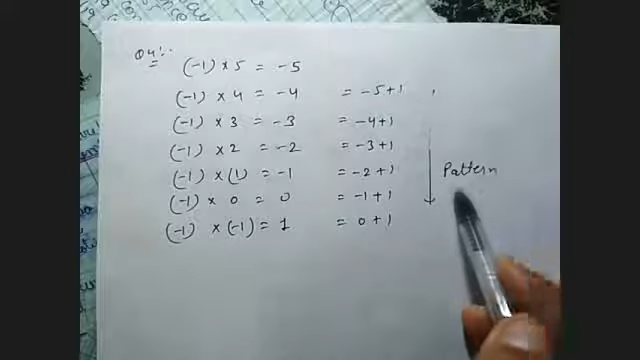 Q4:-
(-1) × 5 = -5
(-1) × 4 = -4 = -5+1
(-1) × 3 = -3 = -4+1
(-1) × 2 = -2 = -3+1
(-1) × (1) = -1 = -2+1
(-1) × 0 = 0 = -1+1
(-1) × (-1) = 1 = 0+1
Pattern